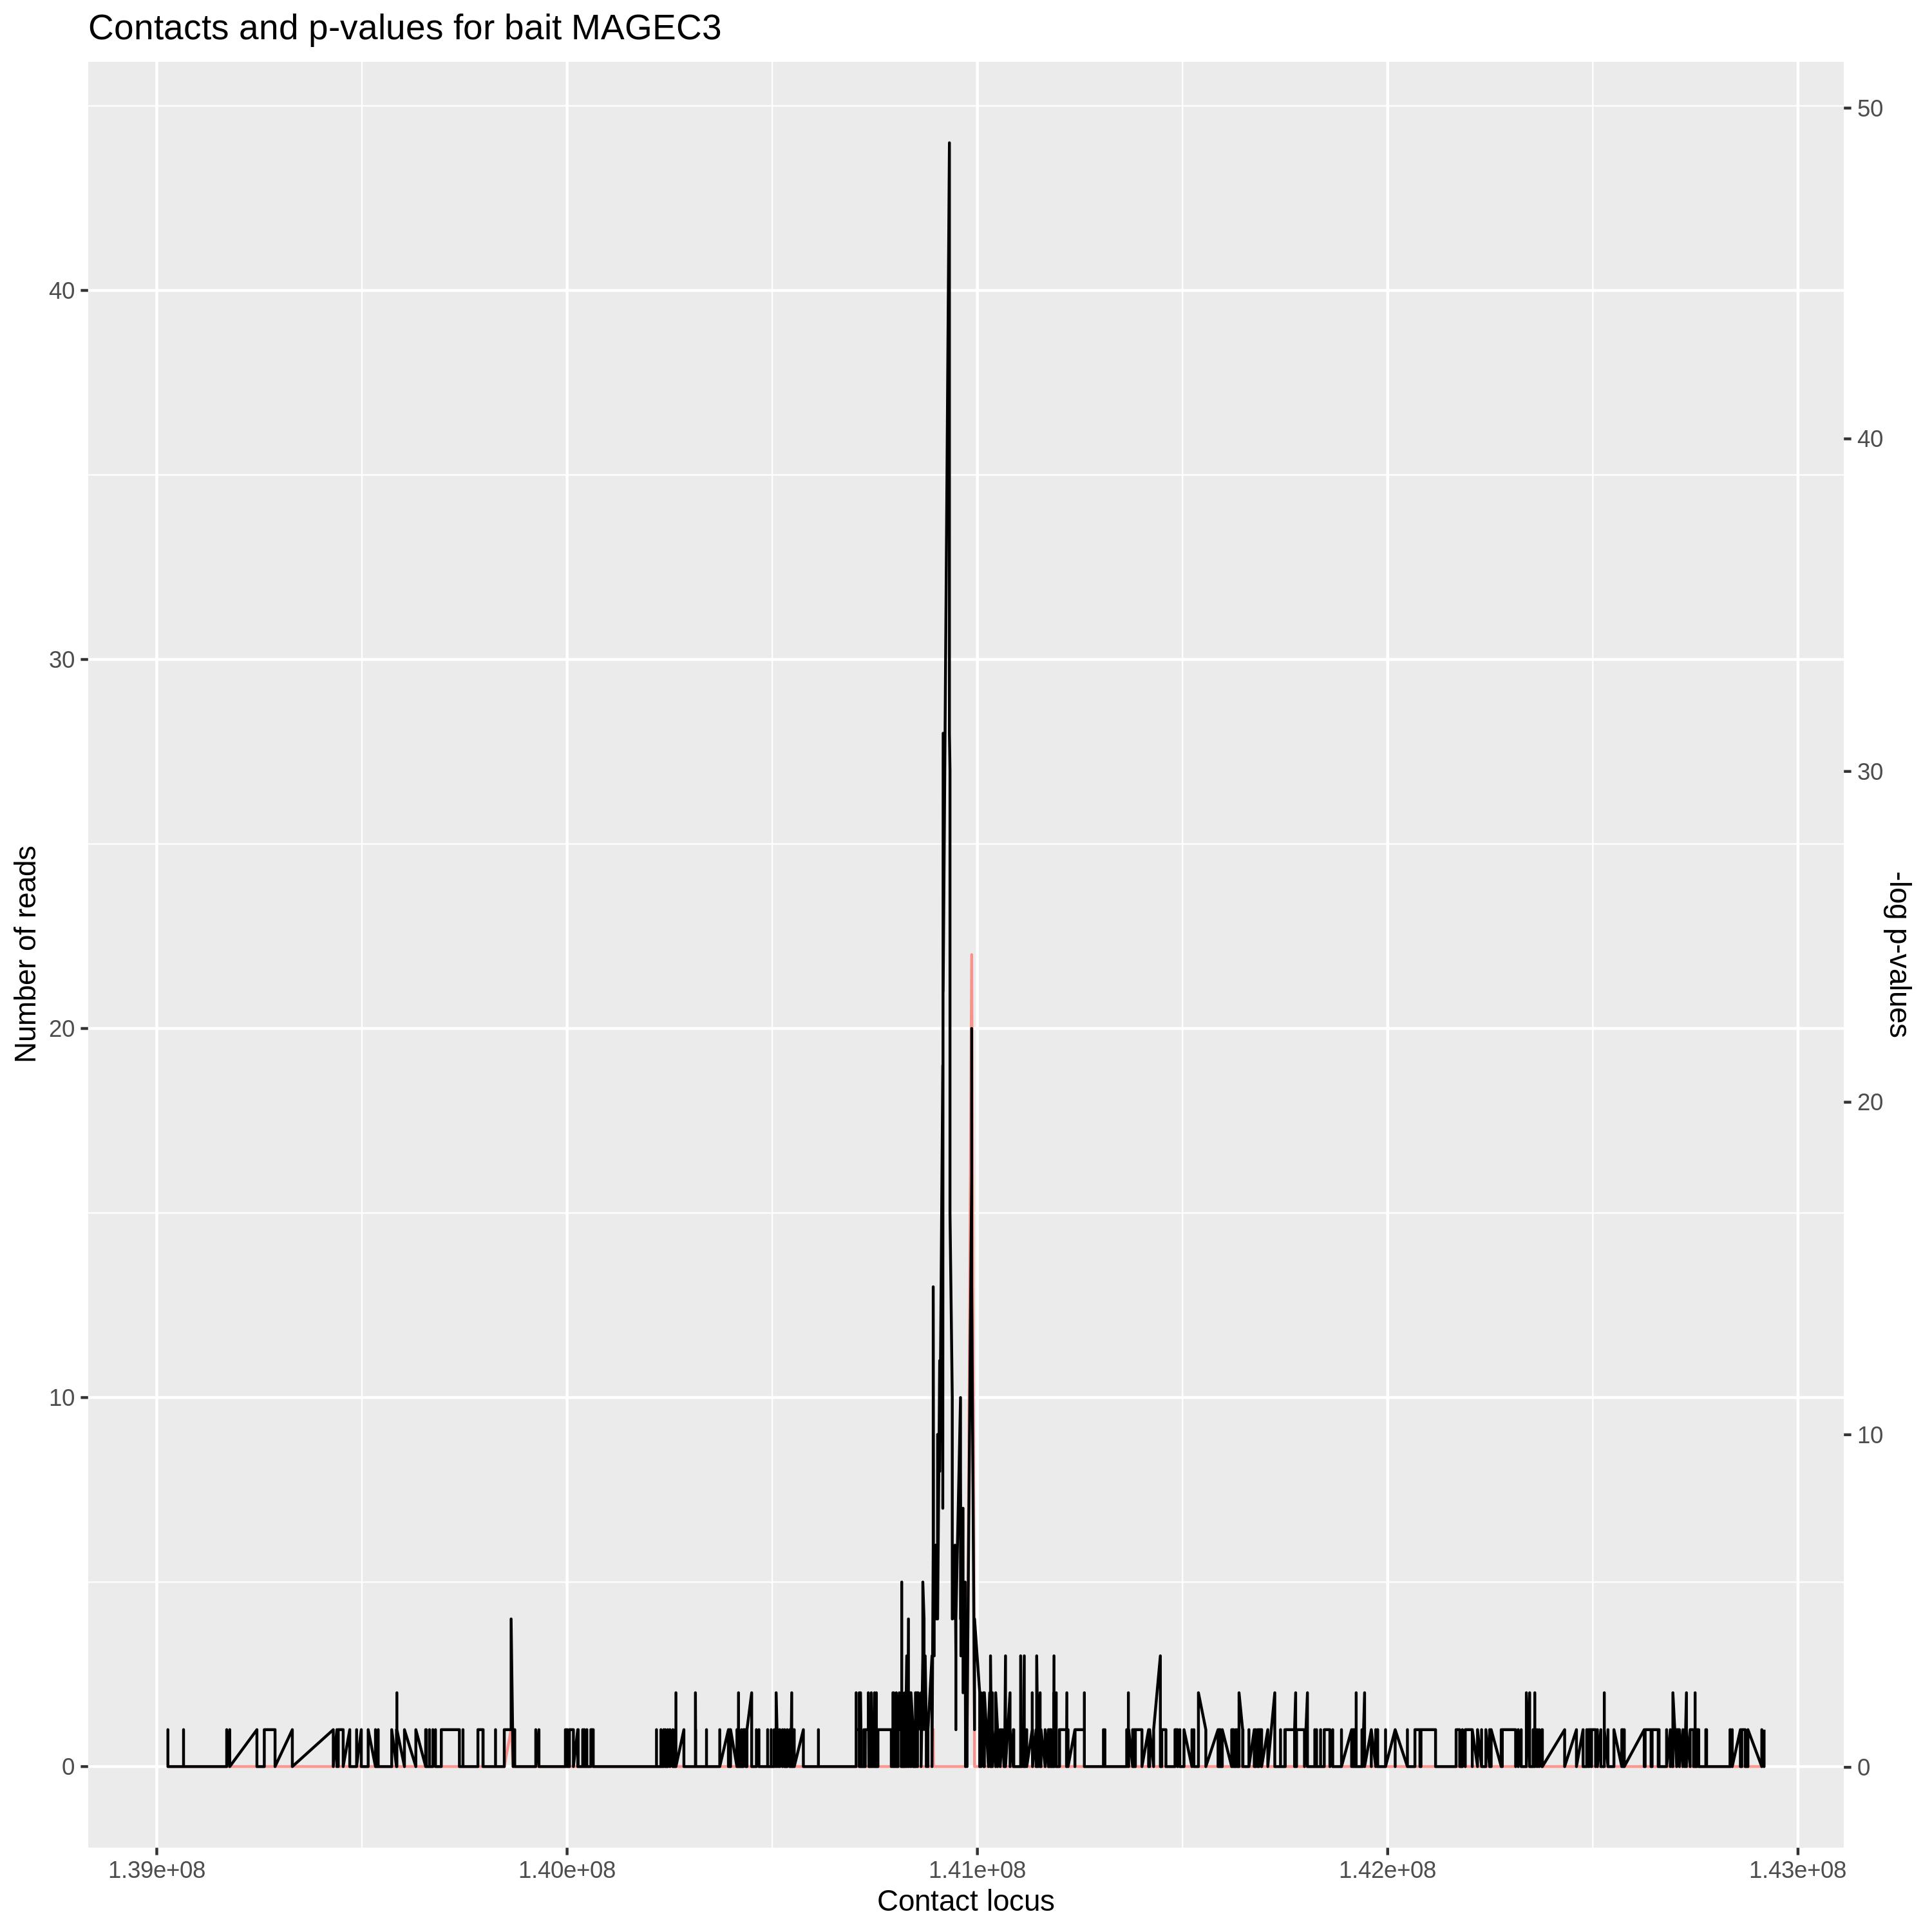 Contacts and p-values for bait MAGEC3
50
40
40
30
30
20
20
10
10
0
0
Number of reads
-log p-values
1.39e+08 1.40e+08 1.41e+08 1.42e+08 1.43e+08
Contact locus